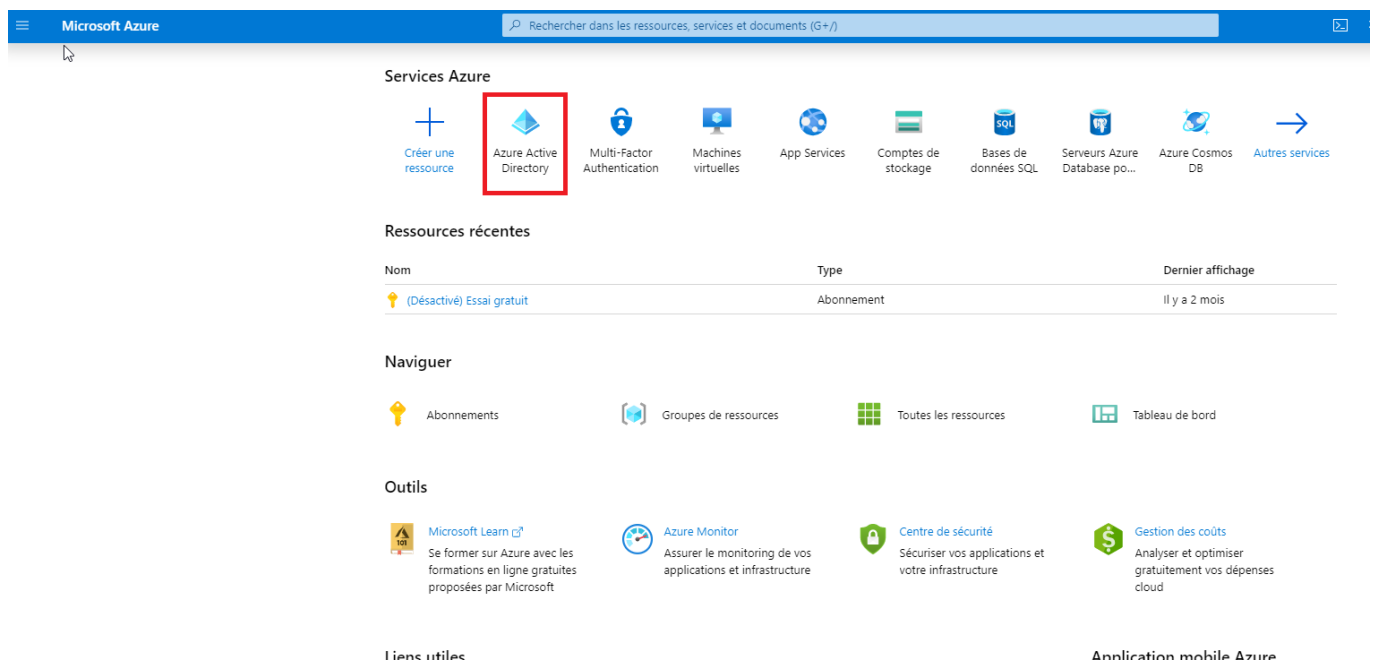 Microsoft Azure
Rechercher dans les ressources, services et documents (G+/)
Services Azure
Créer une
ressource
Azure Active
Directory
Multi-Factor
Authentication
Machines
virtuelles
App Services
Comptes de
stockage
SQL
Bases de
données SQL
Serveurs Azure
Database po...
Azure Cosmos
DB
Autres services
Ressources récentes
Nom
Type
Dernier affichage
(Désactivé) Essai gratuit
Abonnement
Il y a 2 mois
Naviguer
Abonnements
Groupes de ressources
Toutes les ressources
Tableau de bord
Outils
101
Microsoft Learn
Se former sur Azure avec les
formations en ligne gratuites
proposées par Microsoft
Azure Monitor
Assurer le monitoring de vos
applications et infrastructure
Centre de sécurité
Sécuriser vos applications et
votre infrastructure
Gestion des coûts
Analyser et optimiser
gratuitement vos dépenses
cloud
Liens utiles
Application mobile Azure